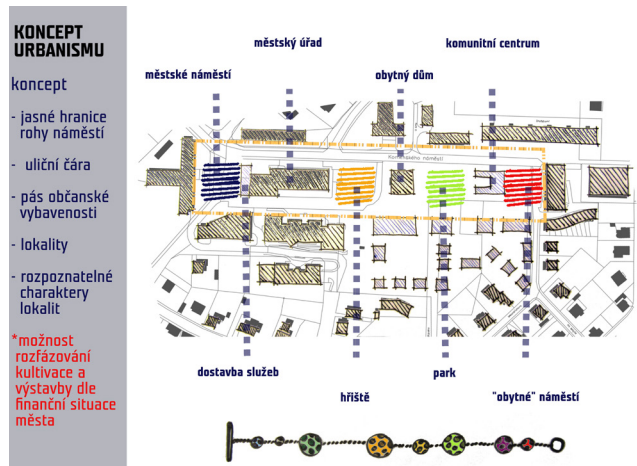 KONCEPT
URBANISMU
koncept
- jasné hranice
rohy náměstí
- uliční čára
- pás občanské
vybavenosti
- lokality
- rozpoznatelné
charaktery
lokalit
*možnost
rozfázování
kultivace a
výstavby dle
finanční situace
města
městský úřad
komunitní centrum
městské náměstí
obytný dům
Komenského náměstí
dostavba služeb
park
hřiště
"obytné" náměstí